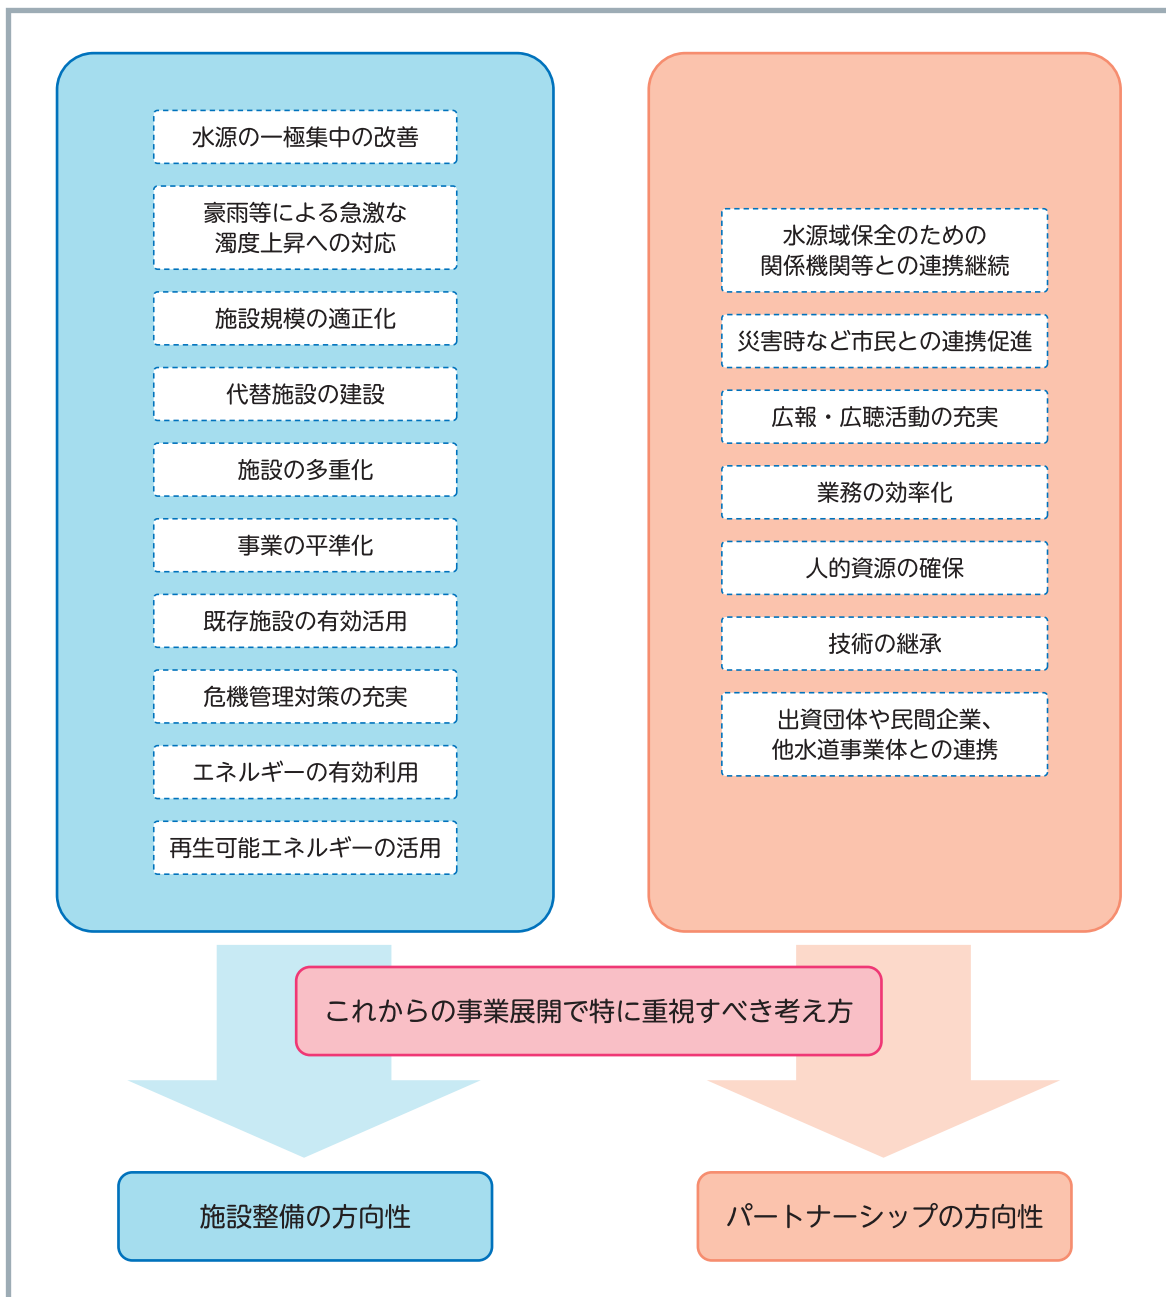 水源の一極集中の改善
豪雨等による急激な
濁度上昇への対応
施設規模の適正化
代替施設の建設
施設の多重化
事業の平準化
既存施設の有効活用
危機管理対策の充実
エネルギーの有効利用
再生可能エネルギーの活用
水源域保全のための
関係機関等との連携継続
災害時など市民との連携促進
広報・広聴活動の充実
業務の効率化
人的資源の確保
技術の継承
出資団体や民間企業、
他水道事業体との連携
これからの事業展開で特に重視すべき考え方
施設整備の方向性
パートナーシップの方向性